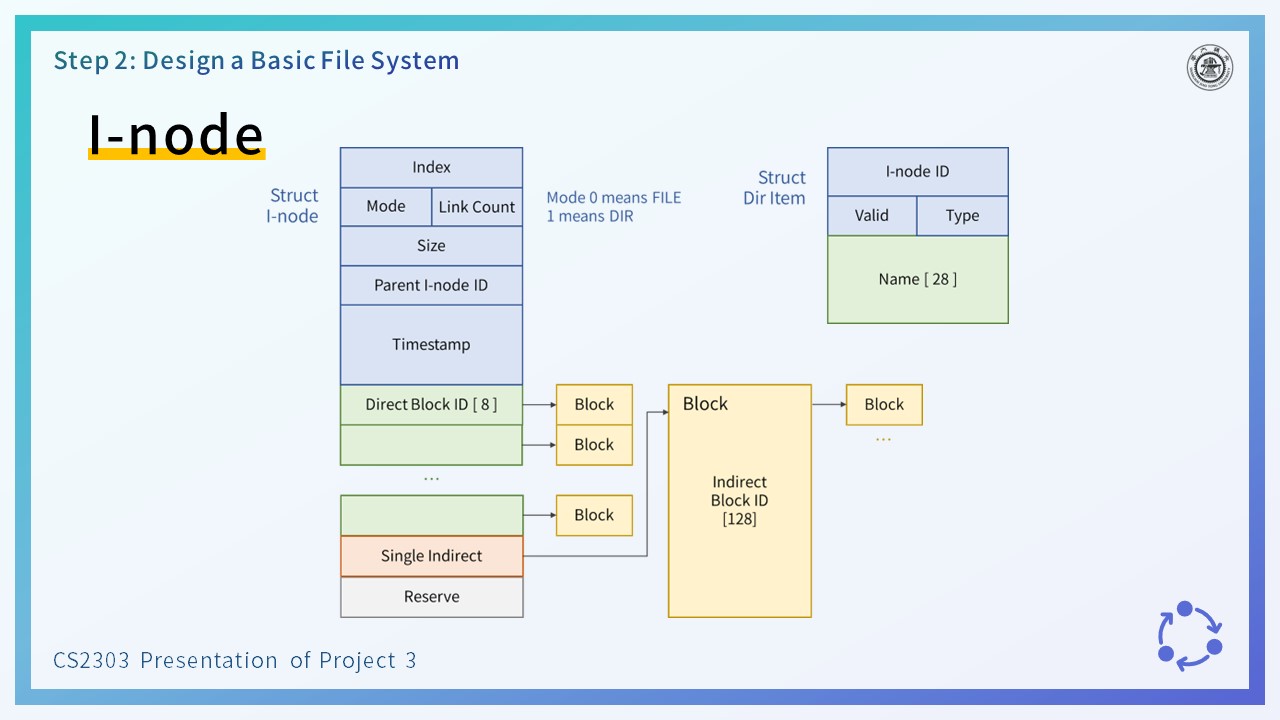 Step 2: Design a Basic File System
I-node
Struct
I-node
Index
Mode
Link Count
Size
Parent I-node ID
Timestamp
Direct Block ID [ 8 ]
...
Single Indirect
Reserve
Mode 0 means FILE
1 means DIR
Block
Block
Block
Block
Indirect
Block ID
[128]
Block
...
Struct
Dir Item
I-node ID
Valid
Type
Name [ 28 ]
CS2303 Presentation of Project 3